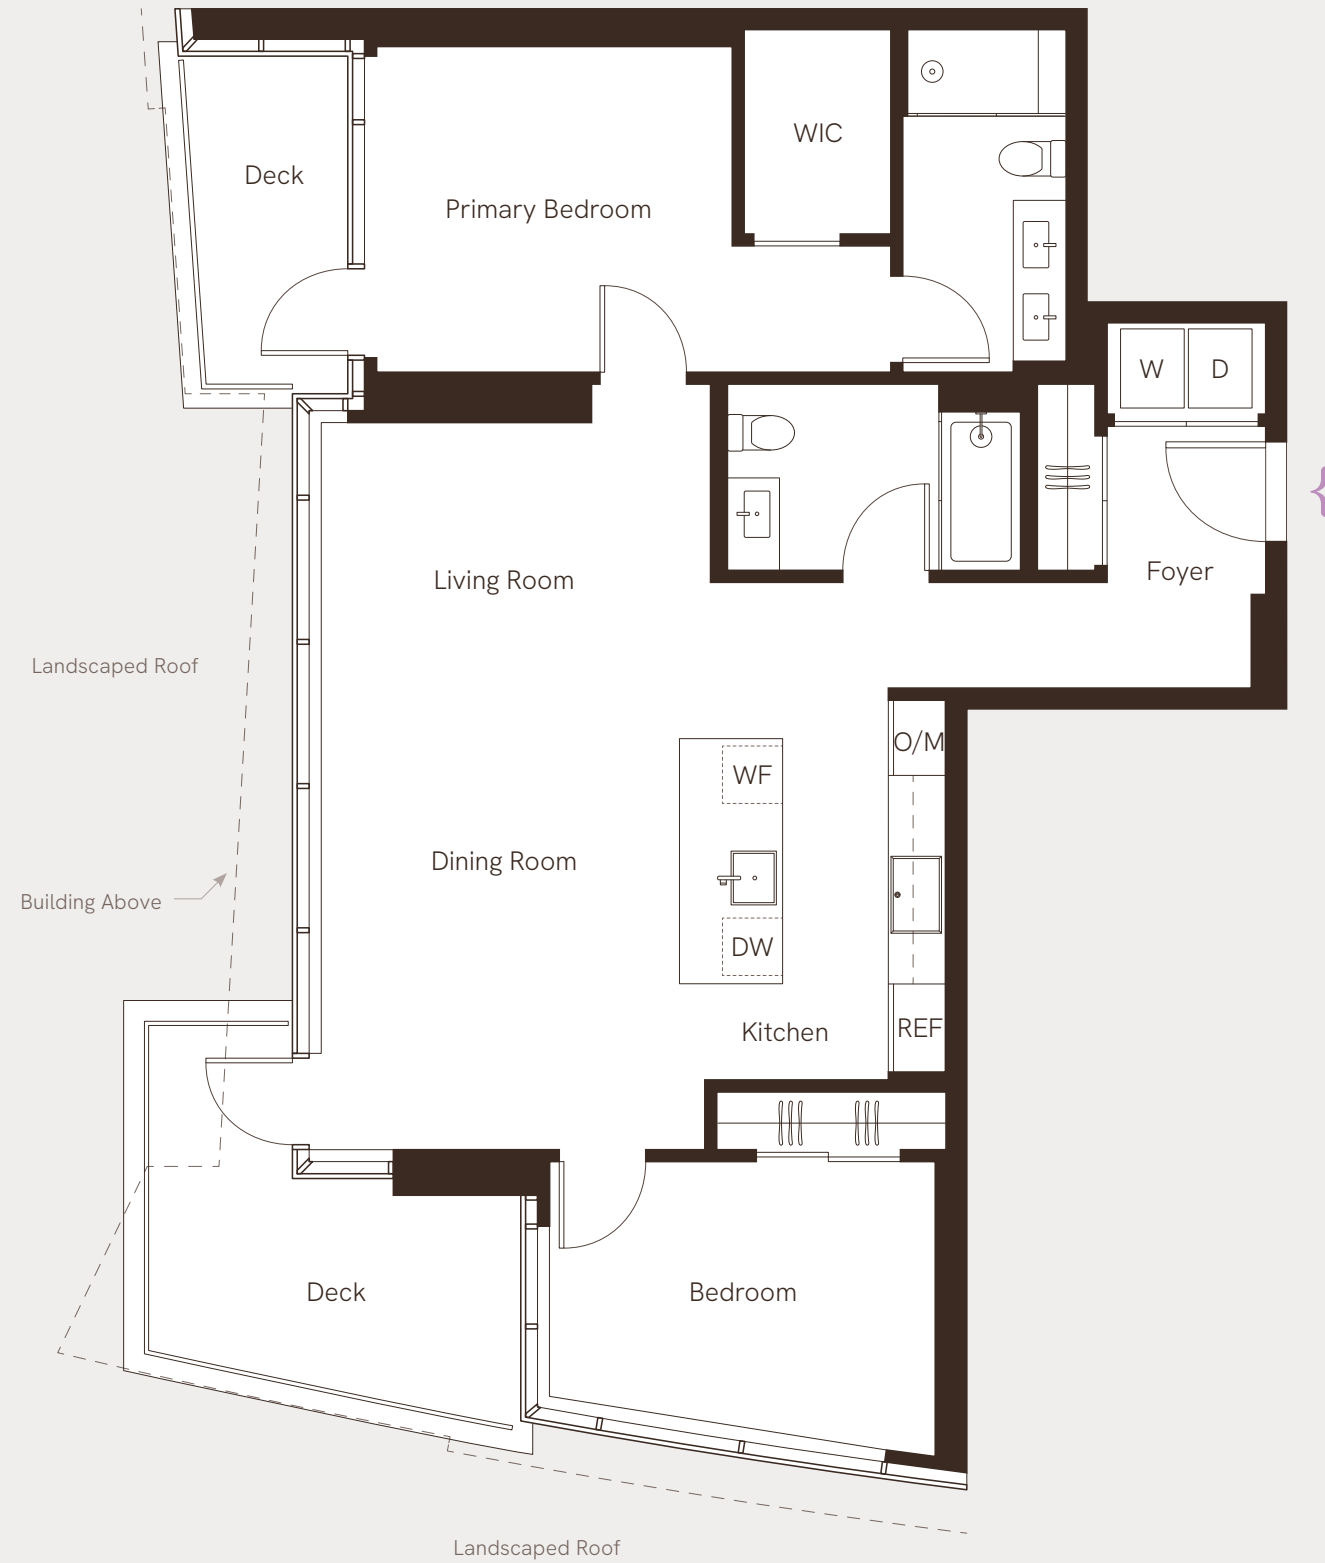 WIC
Deck
Primary Bedroom
W
D
Foyer
Living Room
Landscaped Roof
O/M
WF
Dining Room
Building Above
DW
REF
Kitchen
Deck
Bedroom
Landscaped Roof